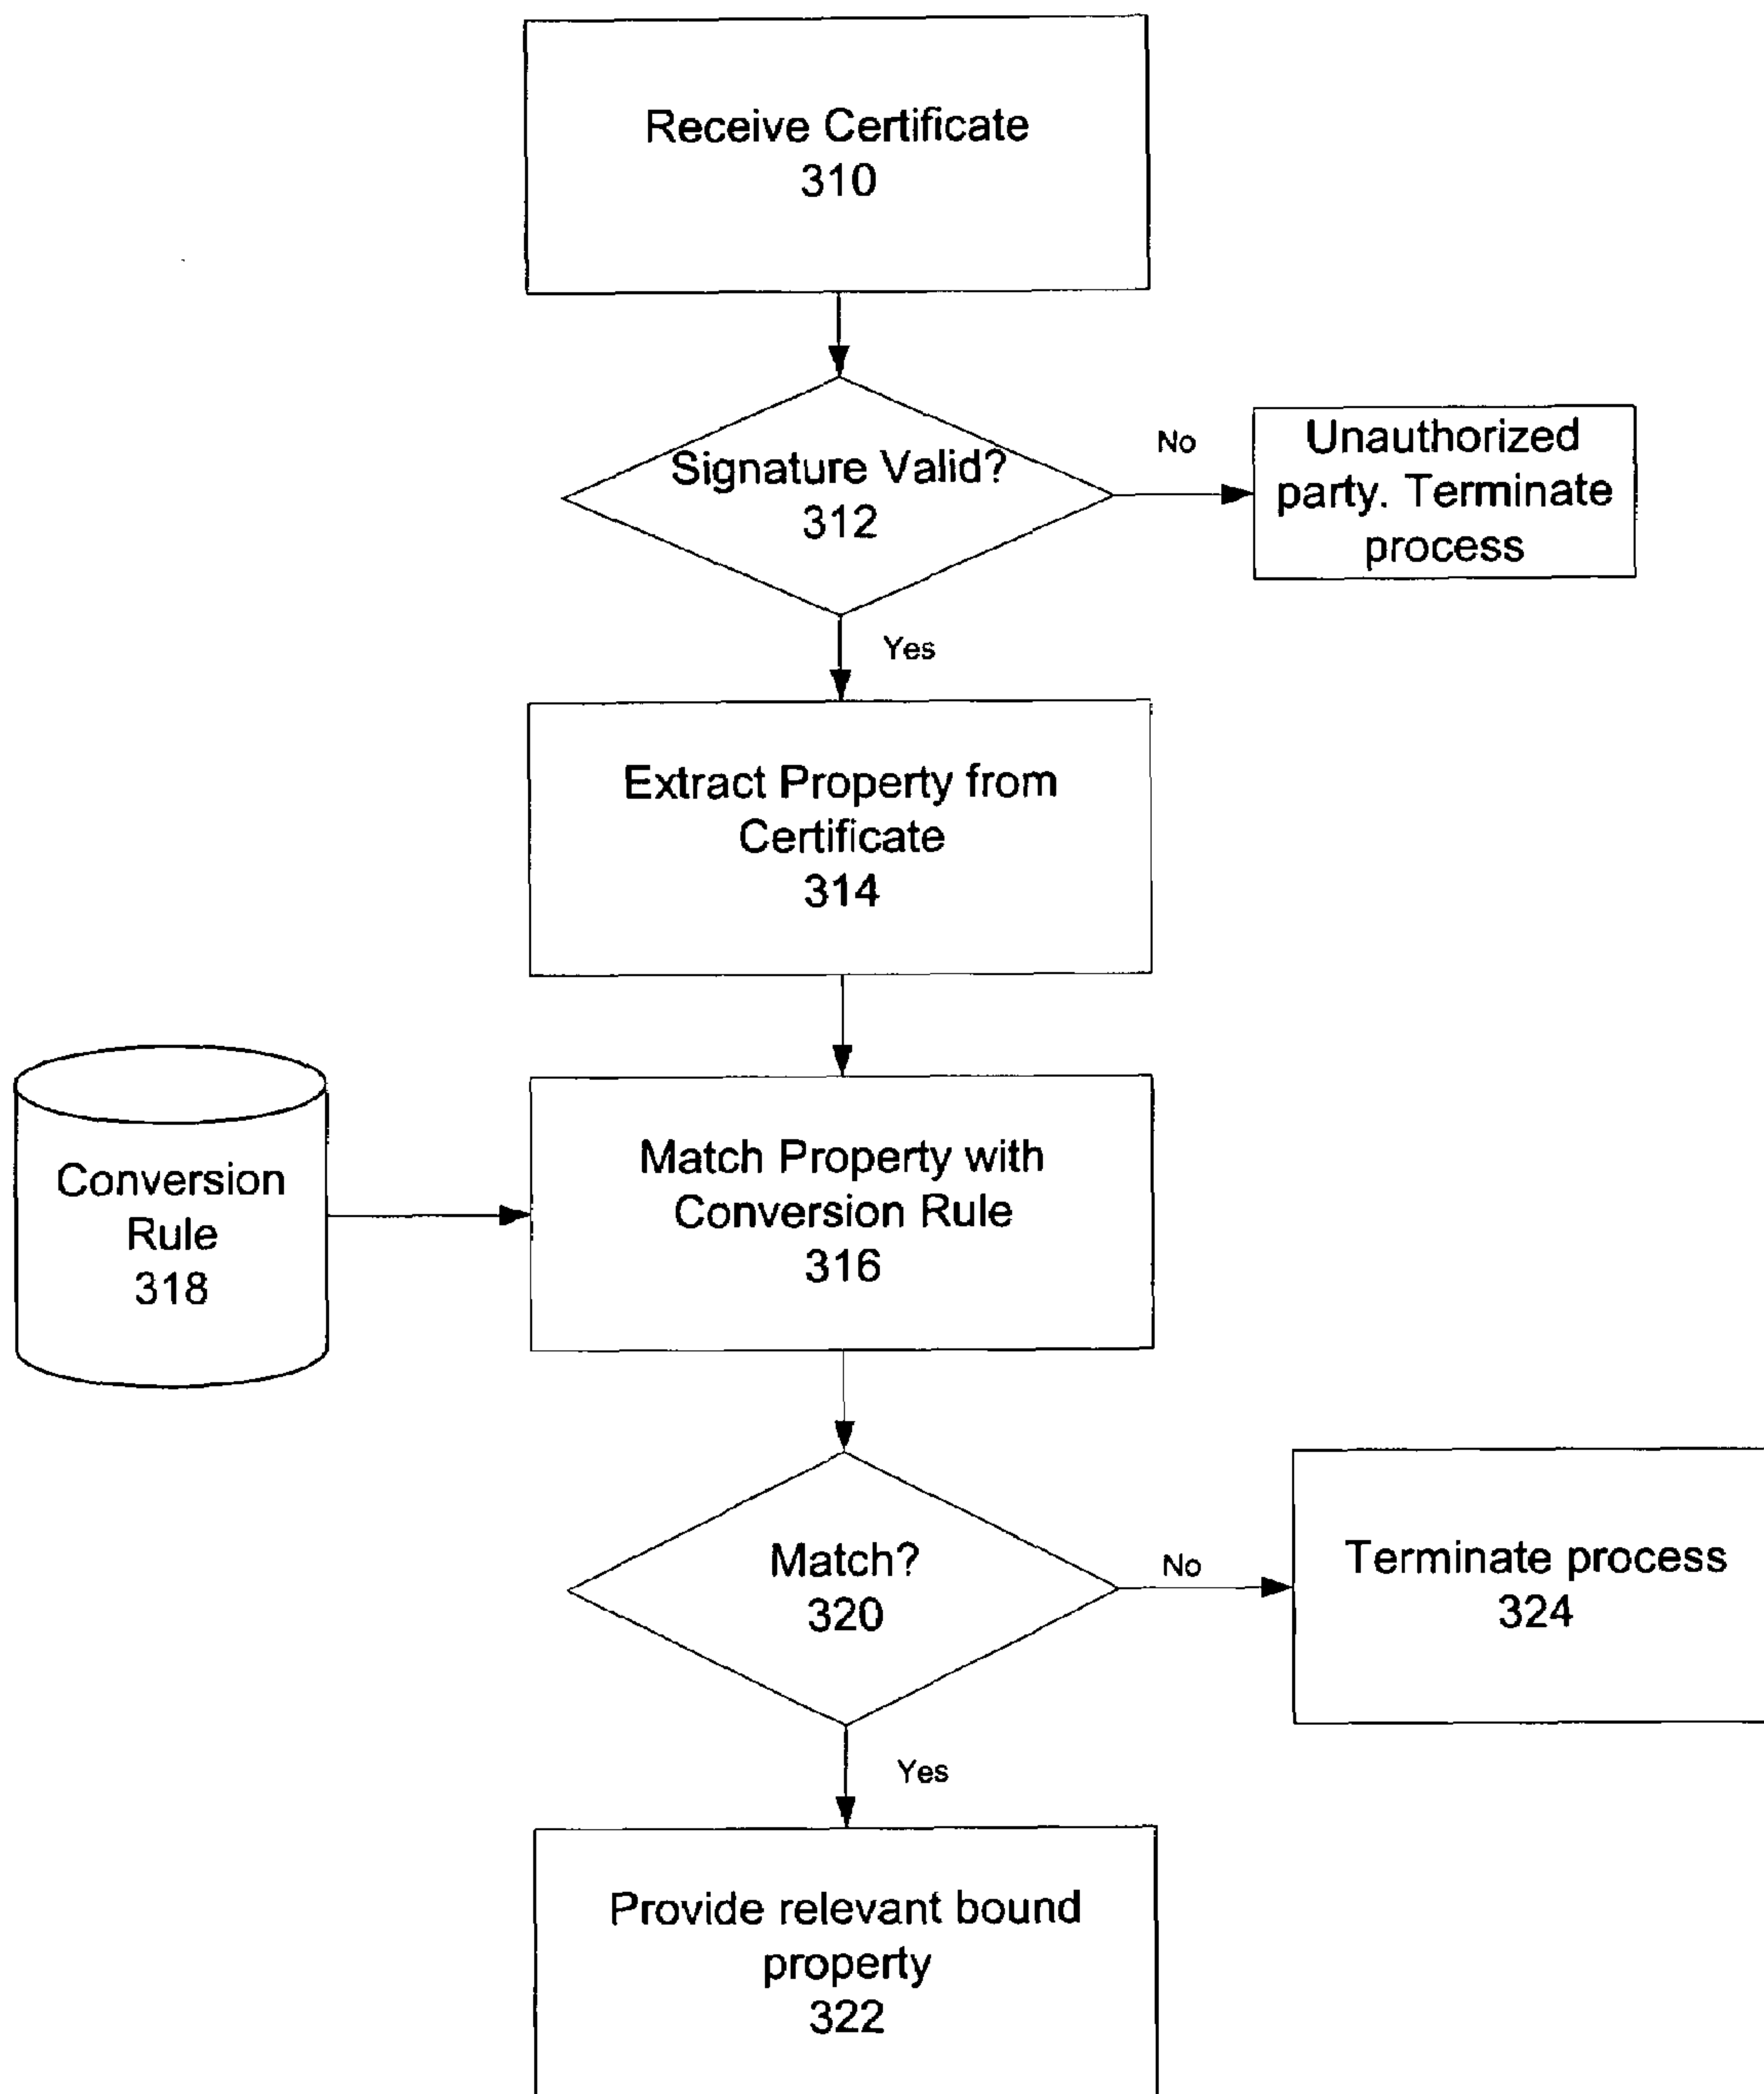 Receive Certificate
310
Signature Valid?
312
No
Unauthorized
party. Terminate
process
Yes
Extract Property from
Certificate
314
Conversion
Rule
318
Match Property with
Conversion Rule
316
Match?
320
No
Terminate process
324
Yes
Provide relevant bound
property
322